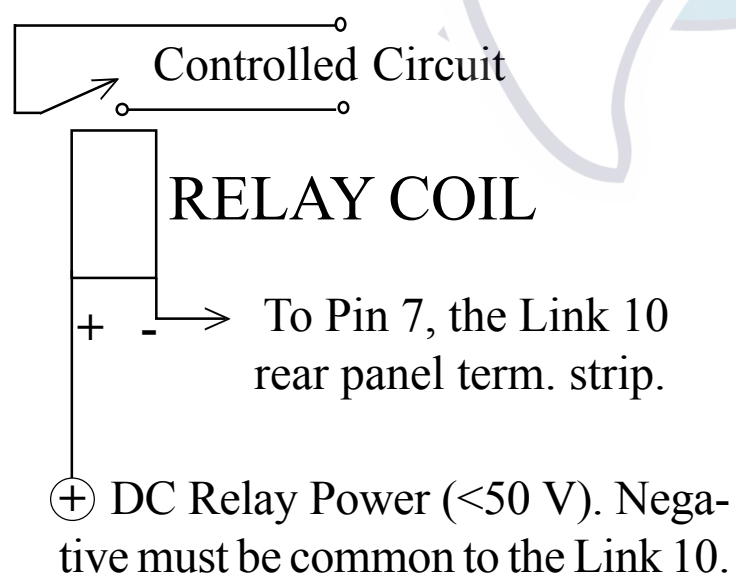 Controlled Circuit
RELAY COIL
+ - To Pin 7, the Link 10
rear panel term. strip.
+ DC Relay Power (<50 V). Nega-
tive must be common to the Link 10.